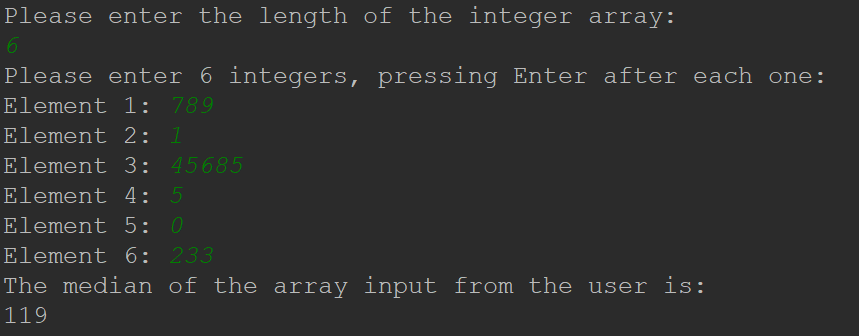 Please enter the length of the integer array:
6
Please enter 6 integers, pressing Enter after each one:
Element 1: 789
Element 2: 1
Element 3: 45685
Element 4: 5
Element 5: 0
Element 6: 233
The median of the array input from the user is:
119